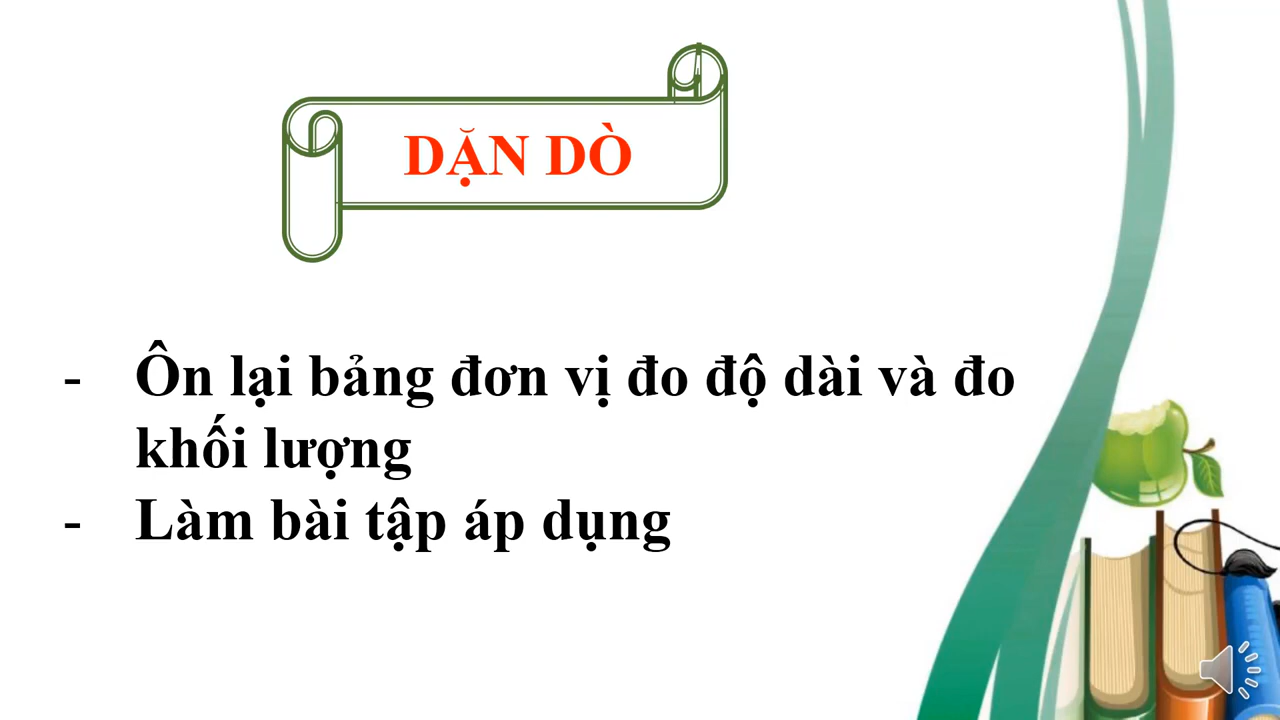 DẶN DÒ
- Ôn lại bảng đơn vị đo độ dài và đo
khối lượng
- Làm bài tập áp dụng